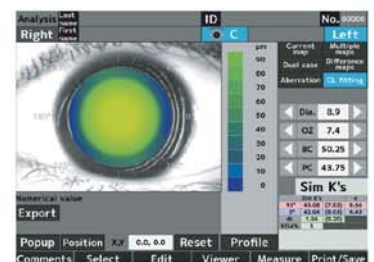 Analysis Last name ID No. 00006
Right First name C Left
μm
90
80
70
60
50
40
30
20
10
0
Current map Multiple maps
Dual case Difference maps
Aberration CL fitting
180°
Dia. 8.9
OZ 7.4
BC 50.25
PC 43.75
Sim K's
Numerical value
Export
Popup Position X,Y 0.0, 0.0 Reset Profile
Comments Select Edit Viewer Measure Print/Save